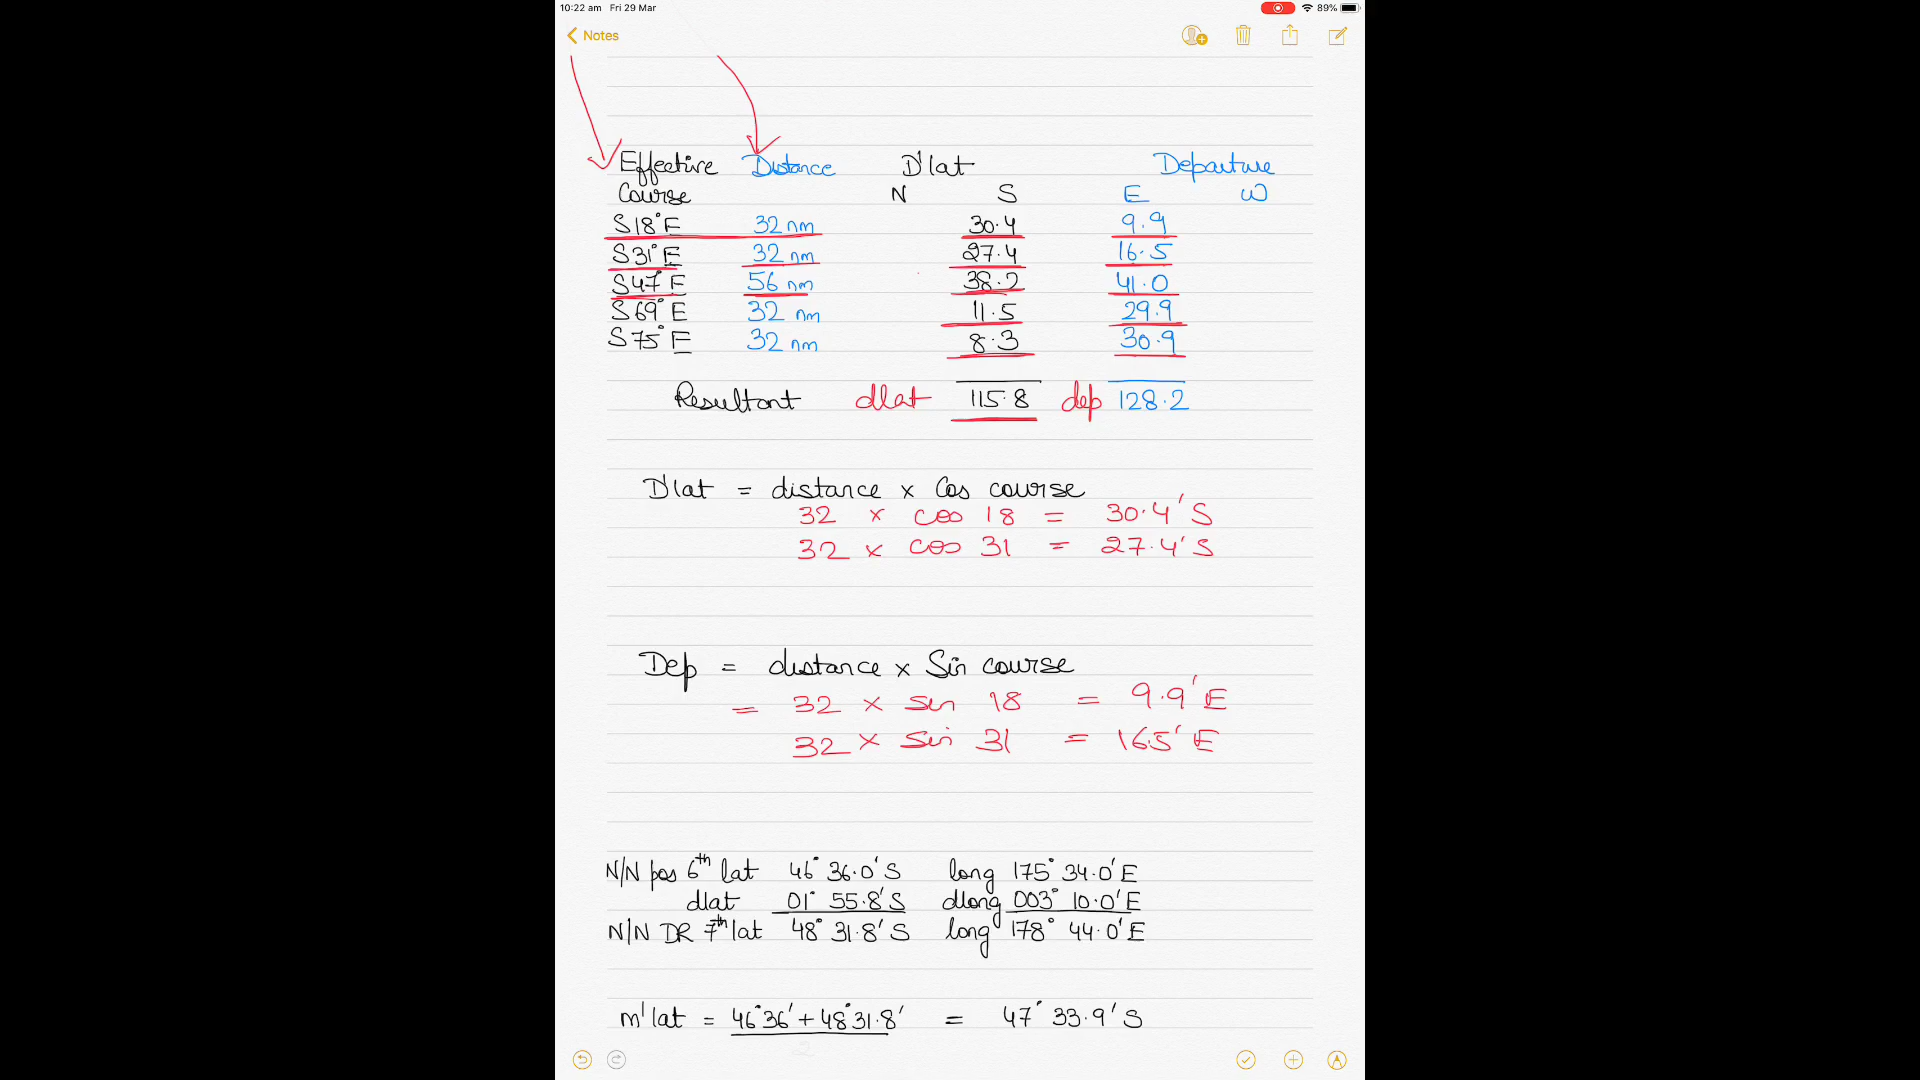 10:22 am Fri 29 Mar 89%
Notes
Effective Distance D'lat Departure
Course N S E W
S18°E 32 nm 30.4 9.9
S31°E 32 nm 27.4 16.5
S47°E 56 nm 38.2 41.0
S69°E 32 nm 11.5 29.9
S75°E 32 nm 8.3 30.9
Resultant dlat 115.8 dep 128.2
D'lat = distance x Cos course
32 x cos 18 = 30.4' S
32 x cos 31 = 27.4' S
Dep = distance x Sin course
= 32 x sin 18 = 9.9' E
32 x sin 31 = 16.5' E
N/N pos 6th lat 46° 36.0' S long 175° 34.0' E
dlat 01° 55.8' S dlong 003° 10.0' E
N/N DR 7th lat 48° 31.8' S long 178° 44.0' E
m'lat = 46°36' + 48°31.8' = 47° 33.9' S
2